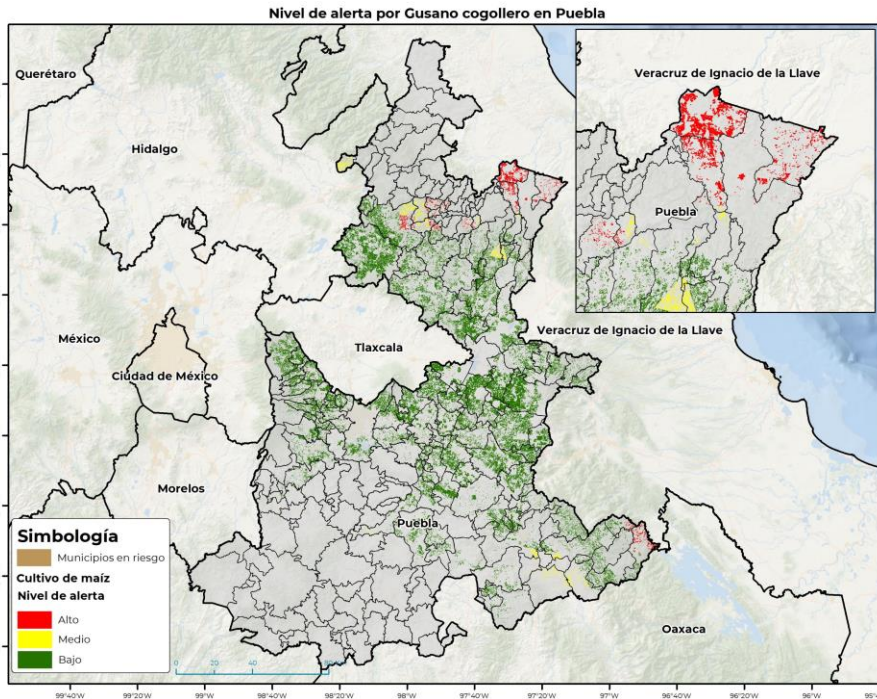 Nivel de alerta por Gusano cogollero en Puebla
Querétaro
Hidalgo
México
Ciudad de México
Tlaxcala
Morelos
Puebla
Veracruz de Ignacio de la Llave
Oaxaca
Veracruz de Ignacio de la Llave
Puebla
Simbología
Municipios en riesgo
Cultivo de maíz
Nivel de alerta
Alto
Medio
Bajo
0 20 40
99°40'W 99°20'W 99°W 98°40'W 98°20'W 98°W 97°40'W 97°20'W 97°W 96°40'W 96°20'W 96°W